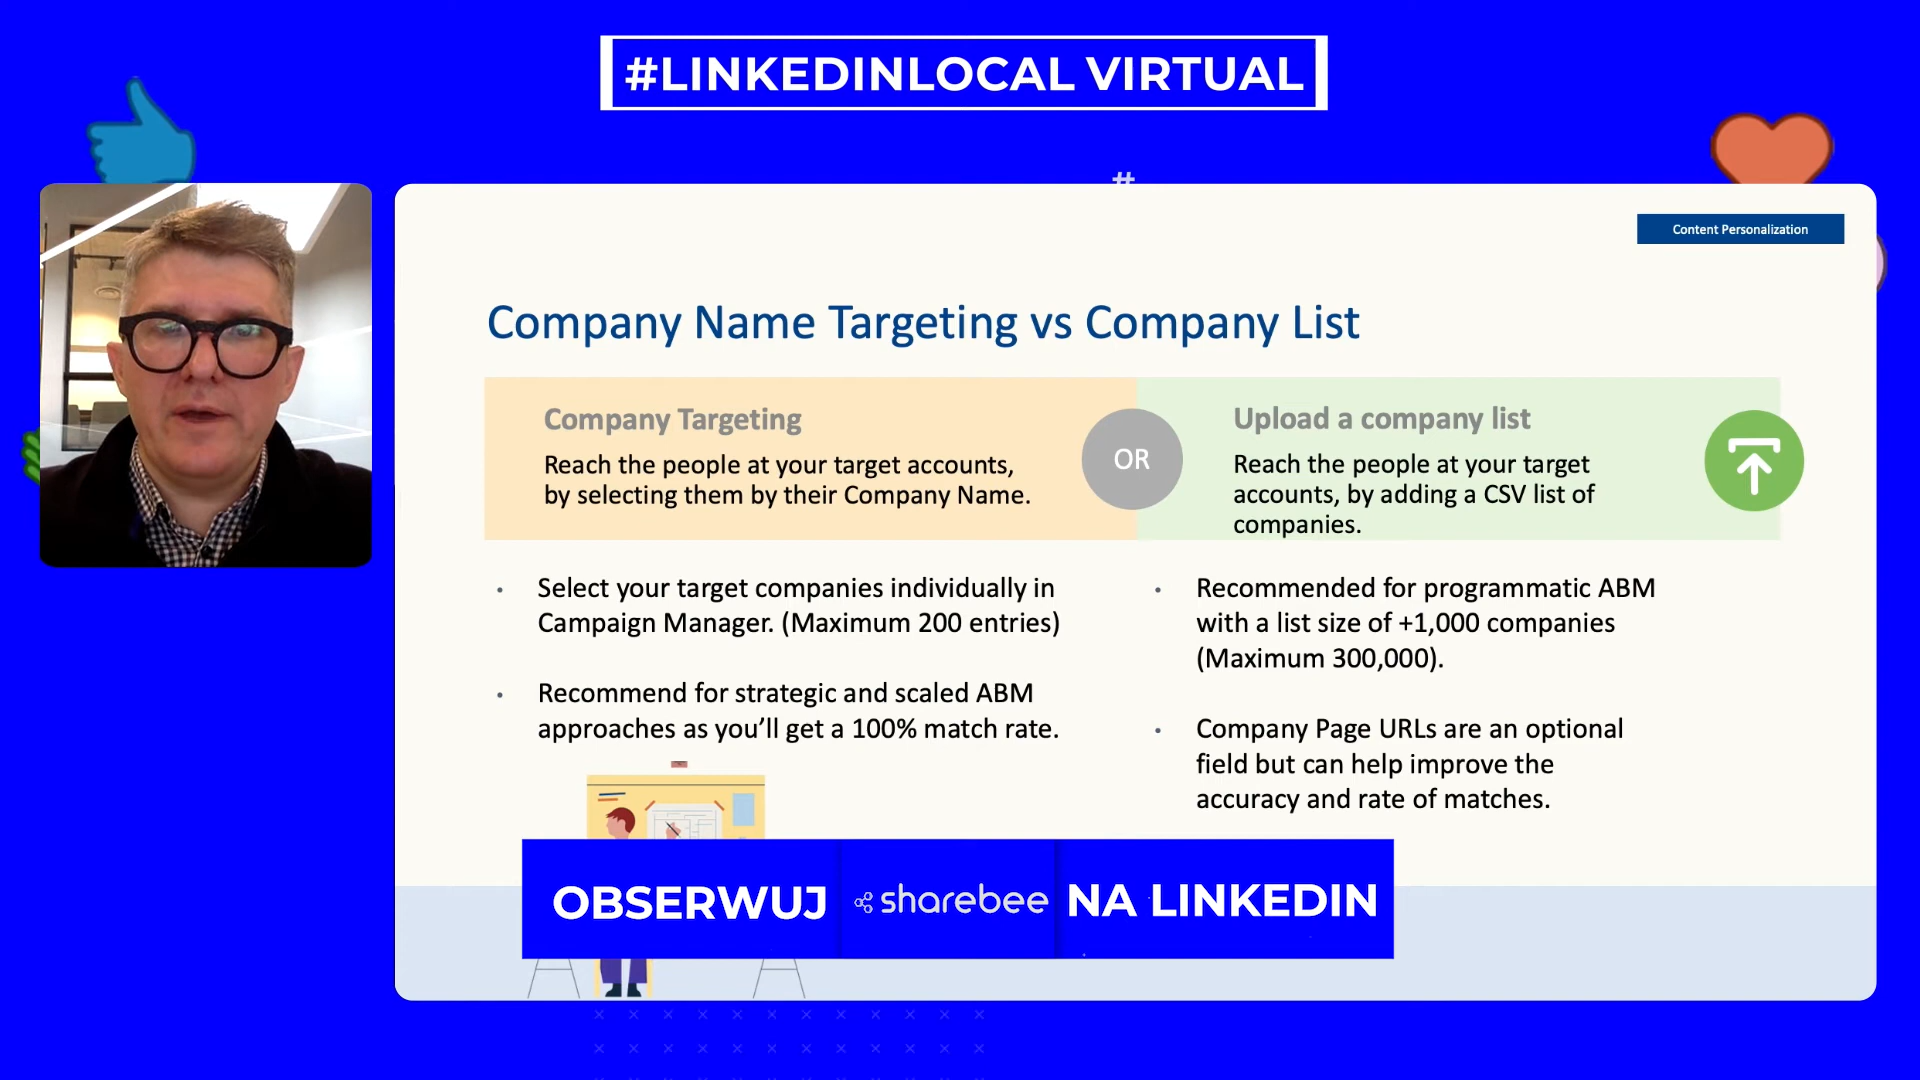 #LINKEDINLOCAL VIRTUAL
#
Content Personalization
Company Name Targeting vs Company List
Company Targeting
Reach the people at your target accounts,
by selecting them by their Company Name.
OR
Upload a company list
Reach the people at your target
accounts, by adding a CSV list of
companies.
• Select your target companies individually in
Campaign Manager. (Maximum 200 entries)
• Recommend for strategic and scaled ABM
approaches as you’ll get a 100% match rate.
• Recommended for programmatic ABM
with a list size of +1,000 companies
(Maximum 300,000).
• Company Page URLs are an optional
field but can help improve the
accuracy and rate of matches.
OBSERWUJ sharebee NA LINKEDIN